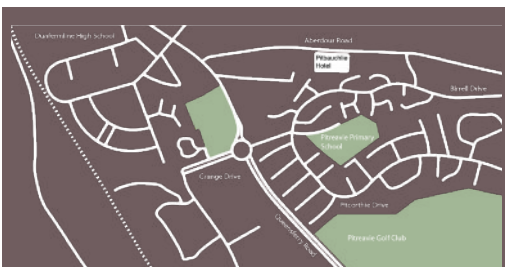 Dunfermline High School
Aberdour Road
Pitbauchlie
Hotel
Birrell Drive
Pitreavie Primary
School
Grange Drive
Pitcorthie Drive
Queensferry Road
Pitreavie Golf Club